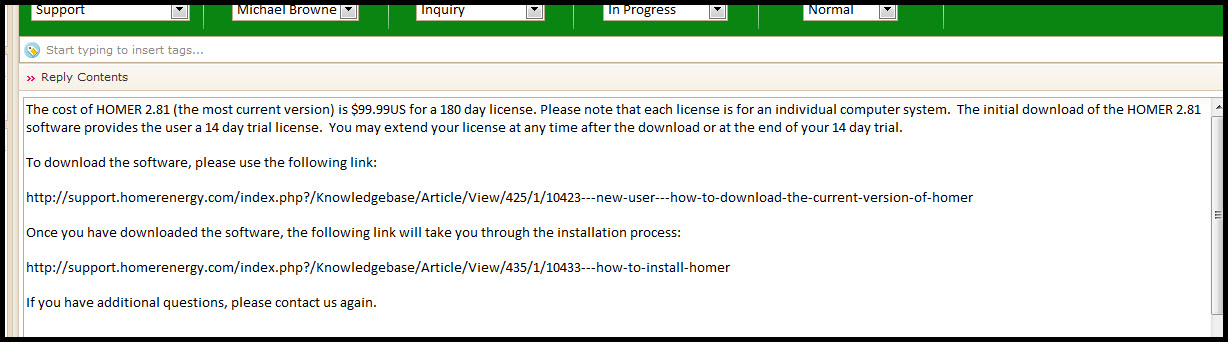 Support Michael Browne Inquiry In Progress Normal
Start typing to insert tags...
» Reply Contents
The cost of HOMER 2.81 (the most current version) is $99.99US for a 180 day license. Please note that each license is for an individual computer system.  The initial download of the HOMER 2.81
software provides the user a 14 day trial license.  You may extend your license at any time after the download or at the end of your 14 day trial.
To download the software, please use the following link:
http://support.homerenergy.com/index.php?/Knowledgebase/Article/View/425/1/10423---new-user---how-to-download-the-current-version-of-homer
Once you have downloaded the software, the following link will take you through the installation process:
http://support.homerenergy.com/index.php?/Knowledgebase/Article/View/435/1/10433---how-to-install-homer
If you have additional questions, please contact us again.